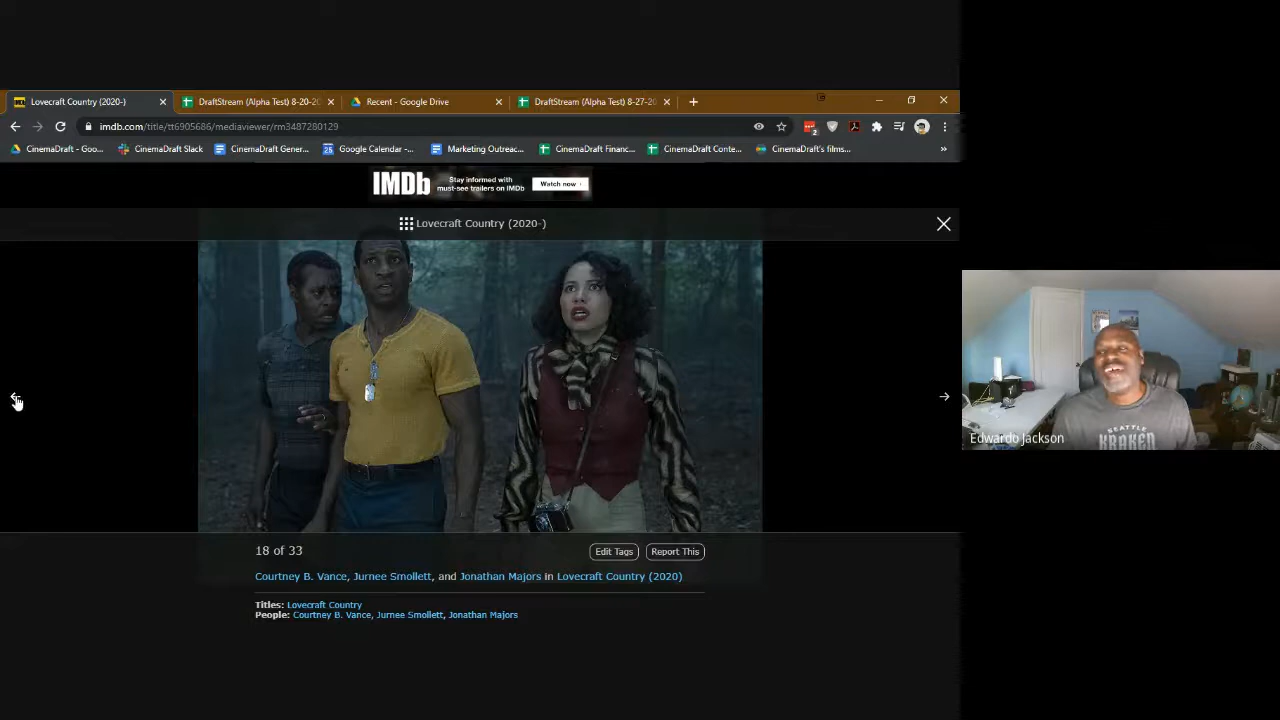 Lovecraft Country (2020-)
DraftStream (Alpha Test) 8-20-20
Recent - Google Drive
DraftStream (Alpha Test) 8-27-20
imdb.com/title/tt6905686/mediaviewer/rm3487280129
2
CinemaDraft - Goo...
CinemaDraft Slack
CinemaDraft Gener...
Google Calendar -...
Marketing Outreac...
CinemaDraft Financ...
CinemaDraft Conte...
CinemaDraft's films...
IMDb
Stay informed with
must-see trailers on IMDb
Watch now
Lovecraft Country (2020-)
18 of 33
Edit Tags
Report This
Courtney B. Vance, Jurnee Smollett, and Jonathan Majors in Lovecraft Country (2020)
Titles: Lovecraft Country
People: Courtney B. Vance, Jurnee Smollett, Jonathan Majors
SEATTLE
KRAKEN
Edwardo Jackson